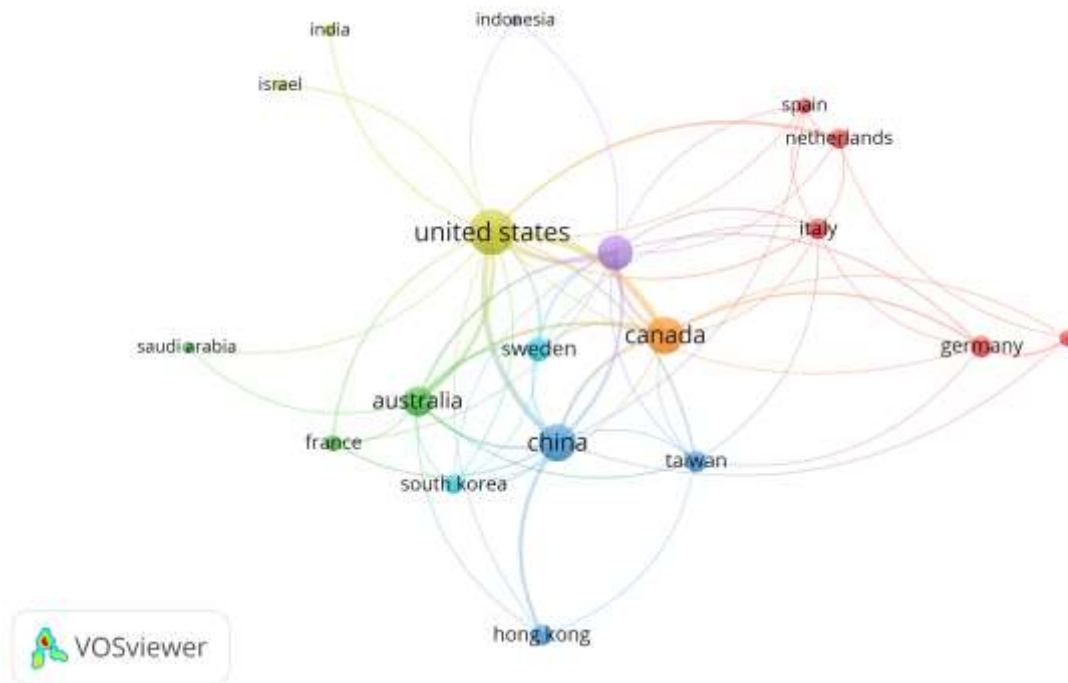 indonesia
india
israel
spain
netherlands
united states
italy
canada
sweden
saudi arabia
germany
australia
france
china
taiwan
south korea
hong kong
VOSviewer